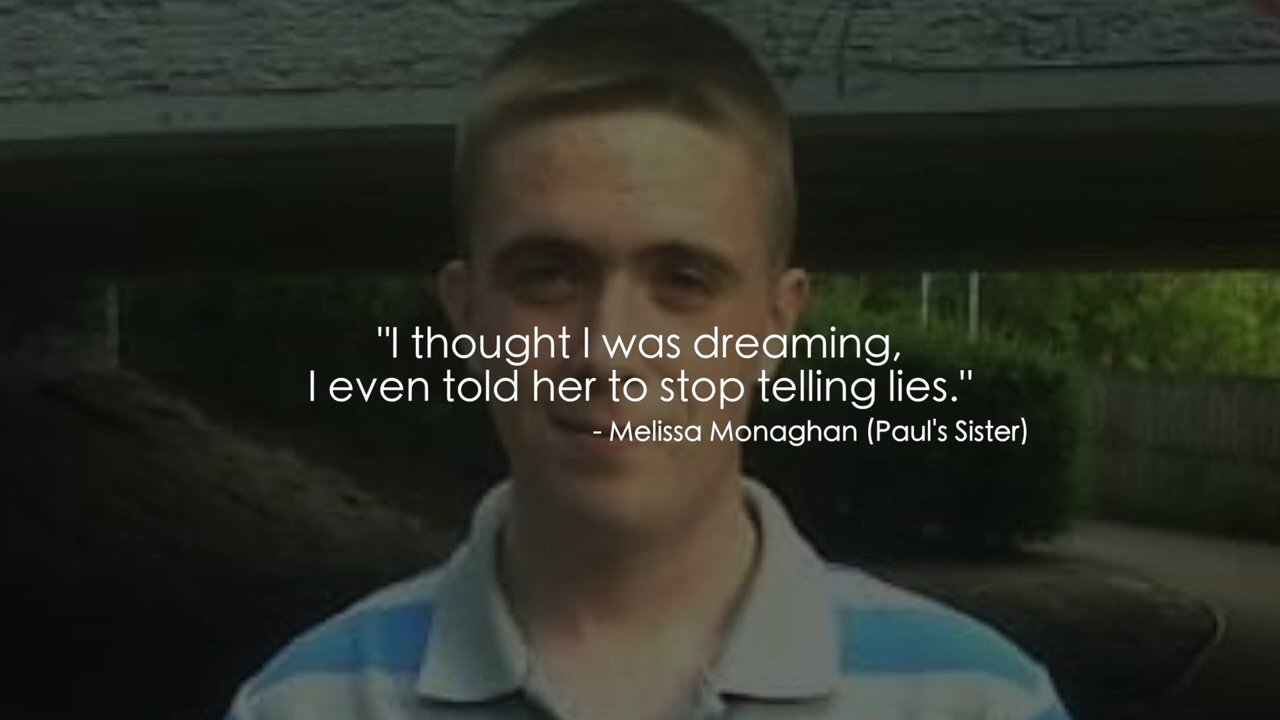 "I thought I was dreaming,
I even told her to stop telling lies."
- Melissa Monaghan (Paul's Sister)